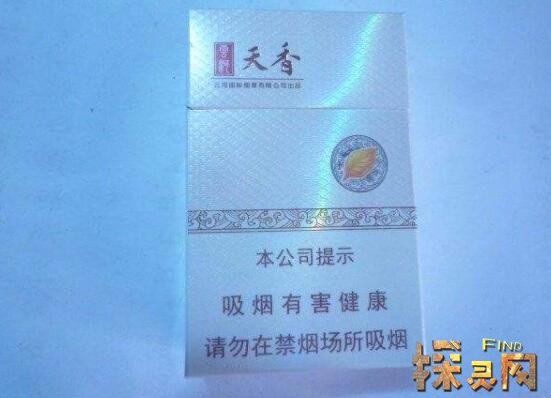 天香
本公司提示
吸烟有害健康
请勿在禁烟场所吸烟
FIND
探灵网